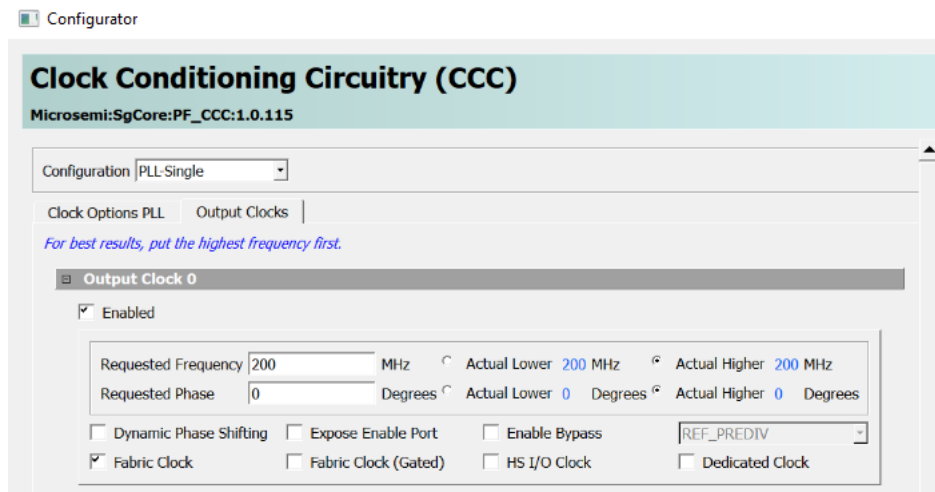 Configurator
Clock Conditioning Circuitry (CCC)
Microsemi:SgCore:PF_CCC:1.0.115
Configuration PLL-Single
Clock Options PLL Output Clocks
For best results, put the highest frequency first.
Output Clock 0
Enabled
Requested Frequency 200 MHz Actual Lower 200 MHz Actual Higher 200 MHz
Requested Phase 0 Degrees Actual Lower 0 Degrees Actual Higher 0 Degrees
Dynamic Phase Shifting Expose Enable Port Enable Bypass REF_PREDIV
Fabric Clock Fabric Clock (Gated) HS I/O Clock Dedicated Clock